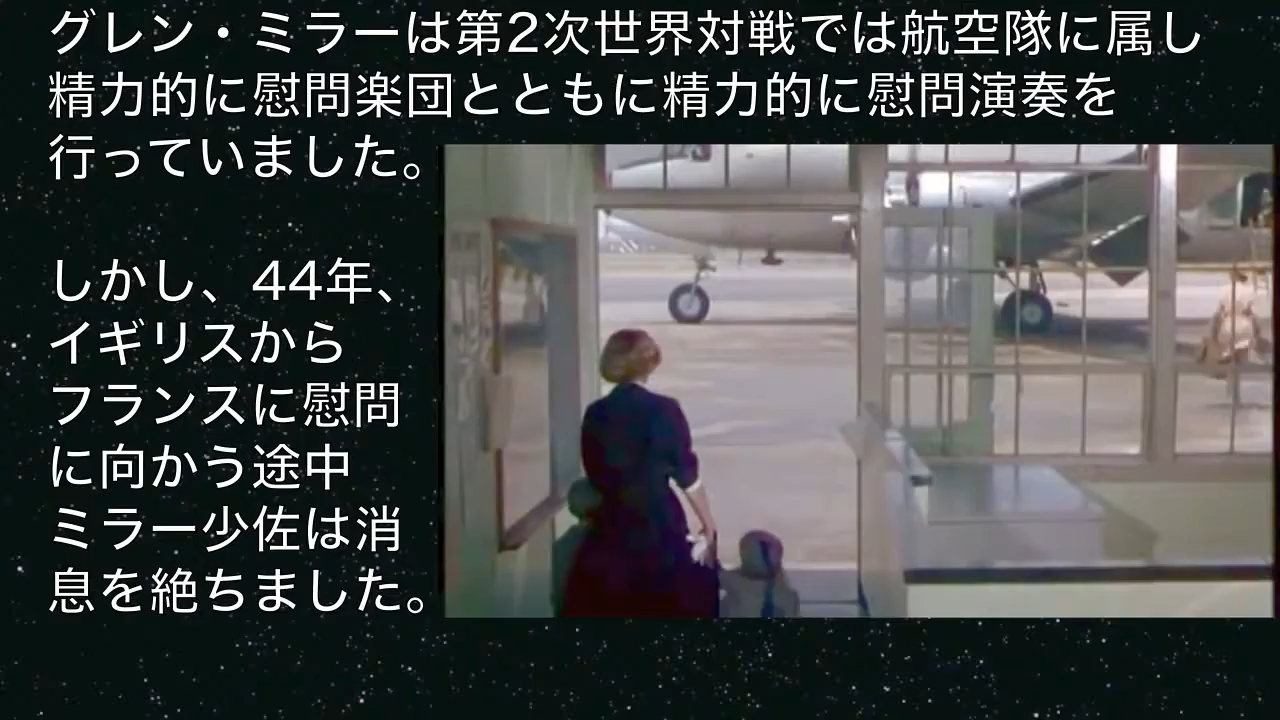 グレン・ミラーは第2次世界対戦では航空隊に属し
精力的に慰問楽団とともに精力的に慰問演奏を
行っていました。
しかし、44年、
イギリスから
フランスに慰問
に向かう途中
ミラー少佐は消
息を絶ちました。